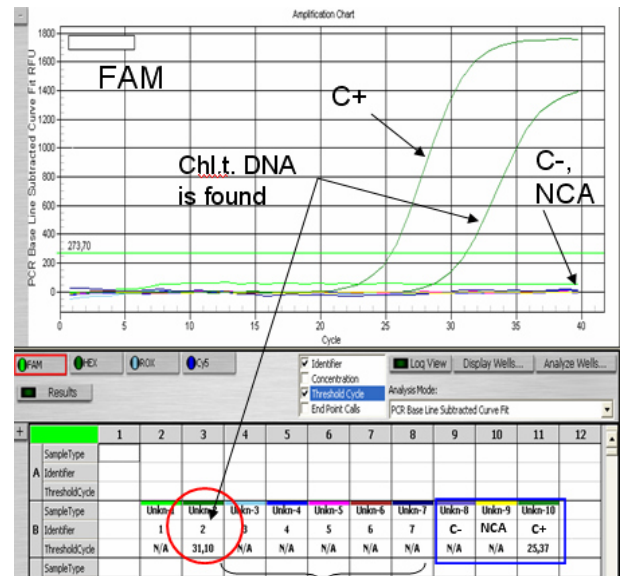 Amplification Chart
PCR Base Line Subtracted Curve Fit RFU
1800
1600
1400
1200
1000
800
600
400
200
0
273,70
FAM
C+
Chl.t. DNA
is found
C-,
NCA
0 5 10 15 20 25 30 35 40
Cycle
FAM HEX ROX Cy5
Results
Identifier
Concentration
Threshold Cycle
End Point Calls
Log View Display Wells... Analyze Wells...
Analysis Mode:
PCR Base Line Subtracted Curve Fit
1 2 3 4 5 6 7 8 9 10 11 12
A
SampleType
Identifier
ThresholdCycle
B
SampleType Unkn-3 Unkn-4 Unkn-5 Unkn-6 Unkn-7 Unkn-8 Unkn-9 Unkn-10
Identifier 1 2 3 4 5 6 7 C- NCA C+
ThresholdCycle N/A 31,10 N/A N/A N/A N/A N/A N/A N/A 25,37
SampleType